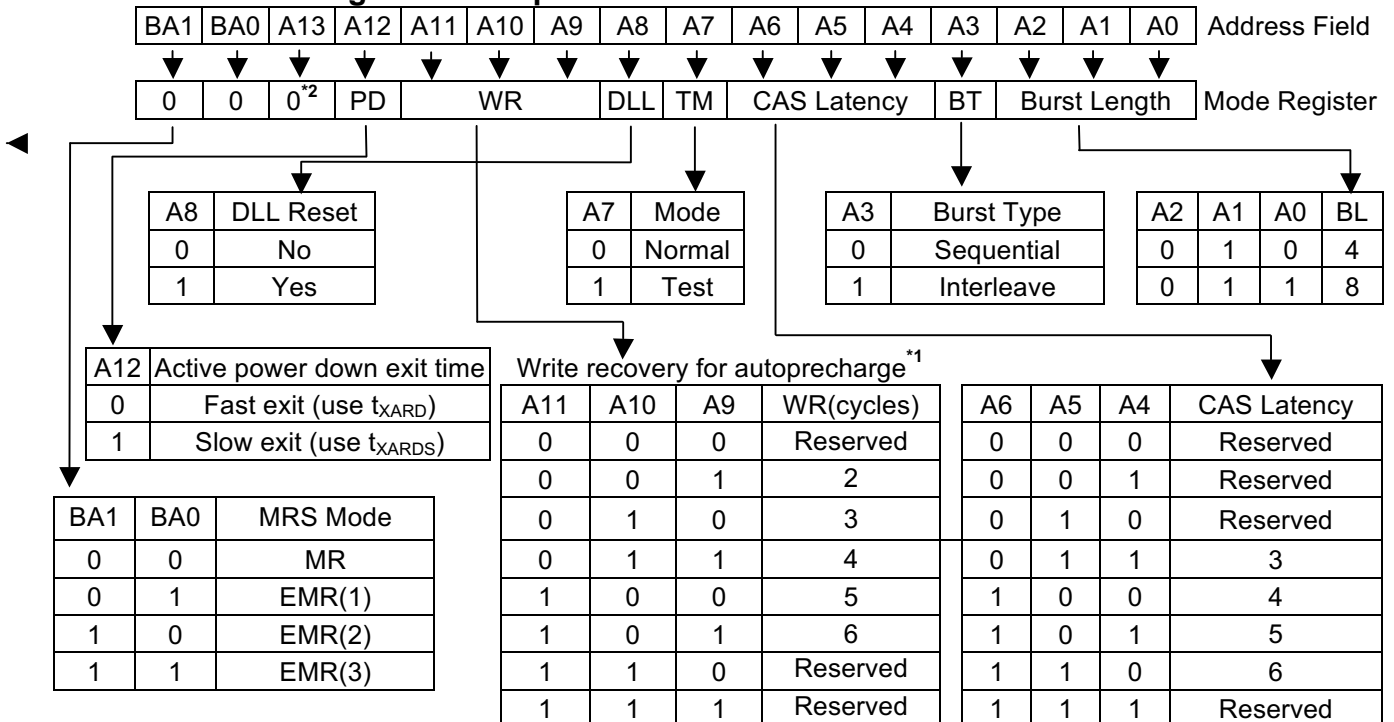 BA1 BA0 A13 A12 A11 A10 A9 A8 A7 A6 A5 A4 A3 A2 A1 A0 Address Field
0 0 0*2 PD WR DLL TM CAS Latency BT Burst Length Mode Register
A8 DLL Reset
0 No
1 Yes
A7 Mode
0 Normal
1 Test
A3 Burst Type
0 Sequential
1 Interleave
A2 A1 A0 BL
0 1 0 4
0 1 1 8
A12 Active power down exit time
0 Fast exit (use tXARD)
1 Slow exit (use tXARDS)
BA1 BA0 MRS Mode
0 0 MR
0 1 EMR(1)
1 0 EMR(2)
1 1 EMR(3)
Write recovery for autoprecharge*1
A11 A10 A9 WR(cycles)
0 0 0 Reserved
0 0 1 2
0 1 0 3
0 1 1 4
1 0 0 5
1 0 1 6
1 1 0 Reserved
1 1 1 Reserved
A6 A5 A4 CAS Latency
0 0 0 Reserved
0 0 1 Reserved
0 1 0 Reserved
0 1 1 3
1 0 0 4
1 0 1 5
1 1 0 6
1 1 1 Reserved